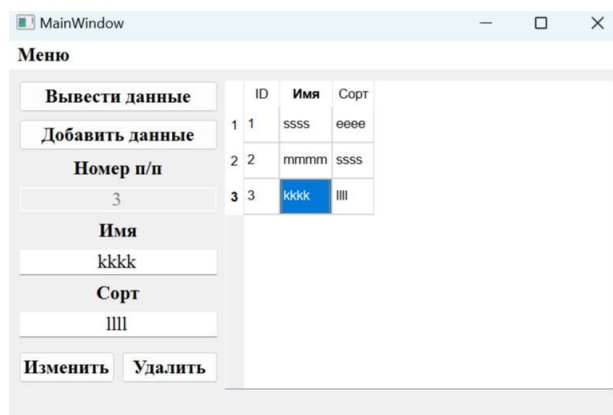 MainWindow
Меню
Вывести данные
Добавить данные
Номер п/п
3
Имя
kkkk
Сорт
llll
Изменить Удалить
ID Имя Сорт
1 1 ssss eeee
2 2 mmmm ssss
3 3 kkkk llll